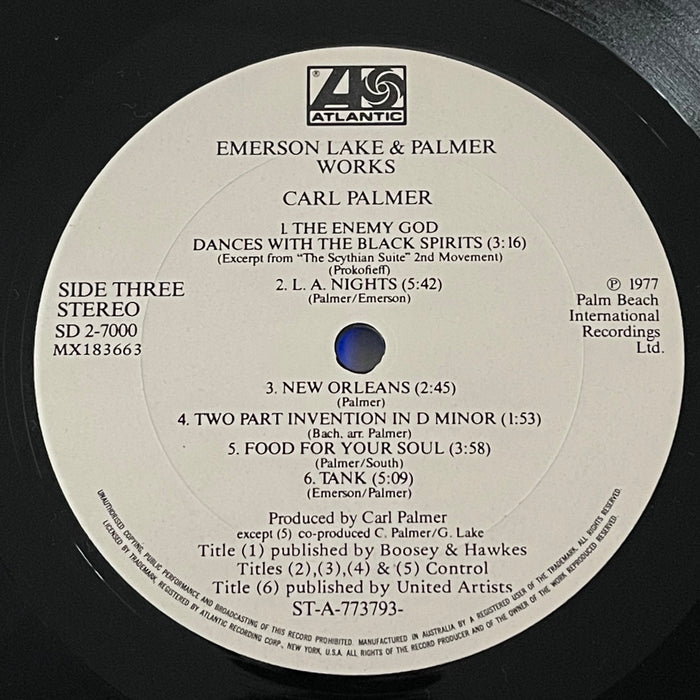 ATLANTIC
EMERSON LAKE & PALMER
WORKS
CARL PALMER
1. THE ENEMY GOD
DANCES WITH THE BLACK SPIRITS (3:16)
(Excerpt from "The Scythian Suite" 2nd Movement)
(Prokofieff)
2. L. A. NIGHTS (5:42)
(Palmer/Emerson)
SIDE THREE
STEREO
SD 2-7000
MX183663
℗ 1977
Palm Beach
International
Recordings
Ltd.
3. NEW ORLEANS (2:45)
(Palmer)
4. TWO PART INVENTION IN D MINOR (1:53)
(Bach, arr. Palmer)
5. FOOD FOR YOUR SOUL (3:58)
(Palmer/South)
6. TANK (5:09)
(Emerson/Palmer)
Produced by Carl Palmer
except (5) co-produced C. Palmer/G. Lake
Title (1) published by Boosey & Hawkes
Titles (2),(3),(4) & (5) Control
Title (6) published by United Artists
ST-A-773793-
UNAUTHORISED COPYING, PUBLIC PERFORMANCE AND BROADCASTING OF THIS RECORD PROHIBITED. MANUFACTURED IN AUSTRALIA BY A REGISTERED USER OF THE TRADEMARK. ALL RIGHTS RESERVED.
LICENSED BY TRADEMARK, REGISTERED BY ATLANTIC RECORDING CORP., NEW YORK, U.S.A. ALL RIGHTS OF THE RECORD PRODUCER AND OF THE OWNER OF THE WORK REPRODUCED RESERVED.